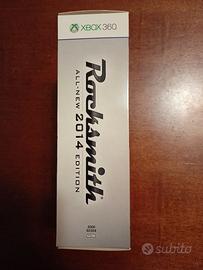 XBOX 360
Rocksmith
ALL-NEW 2014 EDITION
subito